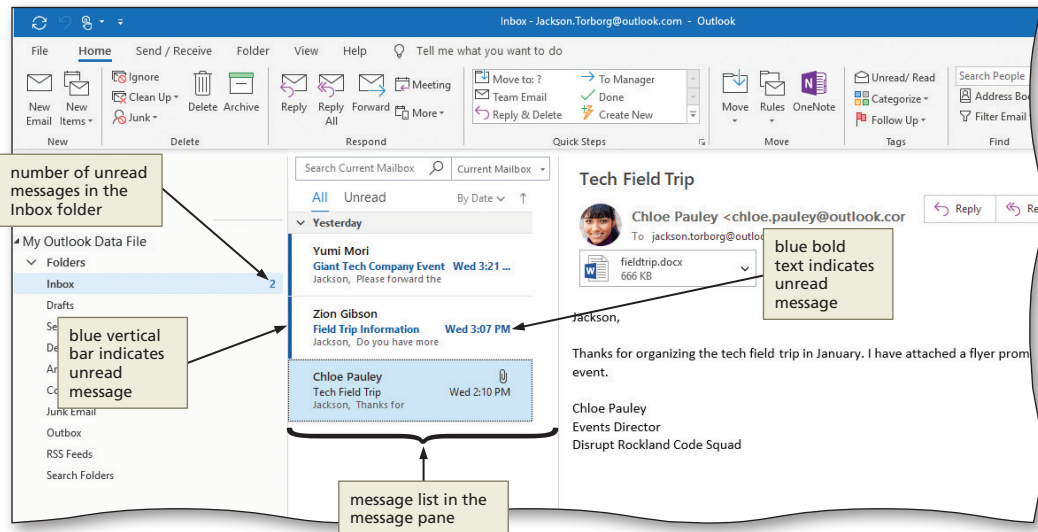 Inbox - Jackson.Torborg@outlook.com - Outlook
File Home Send / Receive Folder View Help Tell me what you want to do
New Email
New Items
New
Ignore
Clean Up
Junk
Delete
Archive
Delete
Reply
Reply All
Forward
Meeting
More
Respond
Move to: ?
Team Email
Reply & Delete
To Manager
Done
Create New
Quick Steps
Move
Rules
OneNote
Move
Unread/ Read
Categorize
Follow Up
Tags
Search People
Address
Filter Email
Find
number of unread
messages in the
Inbox folder
My Outlook Data File
Folders
Inbox 2
Drafts
Junk Email
Outbox
RSS Feeds
Search Folders
blue vertical
bar indicates
unread
message
Search Current Mailbox Current Mailbox
All Unread By Date
Yesterday
Yumi Mori
Giant Tech Company Event Wed 3:21 ...
Jackson, Please forward the
Zion Gibson
Field Trip Information Wed 3:07 PM
Jackson, Do you have more
Chloe Pauley
Tech Field Trip Wed 2:10 PM
Jackson, Thanks for
message list in the
message pane
Tech Field Trip
Reply
Chloe Pauley <chloe.pauley@outlook.cor
To jackson.torborg@outlo
fieldtrip.docx
666 KB
blue bold
text indicates
unread
message
Jackson,
Thanks for organizing the tech field trip in January. I have attached a flyer prom
event.
Chloe Pauley
Events Director
Disrupt Rockland Code Squad